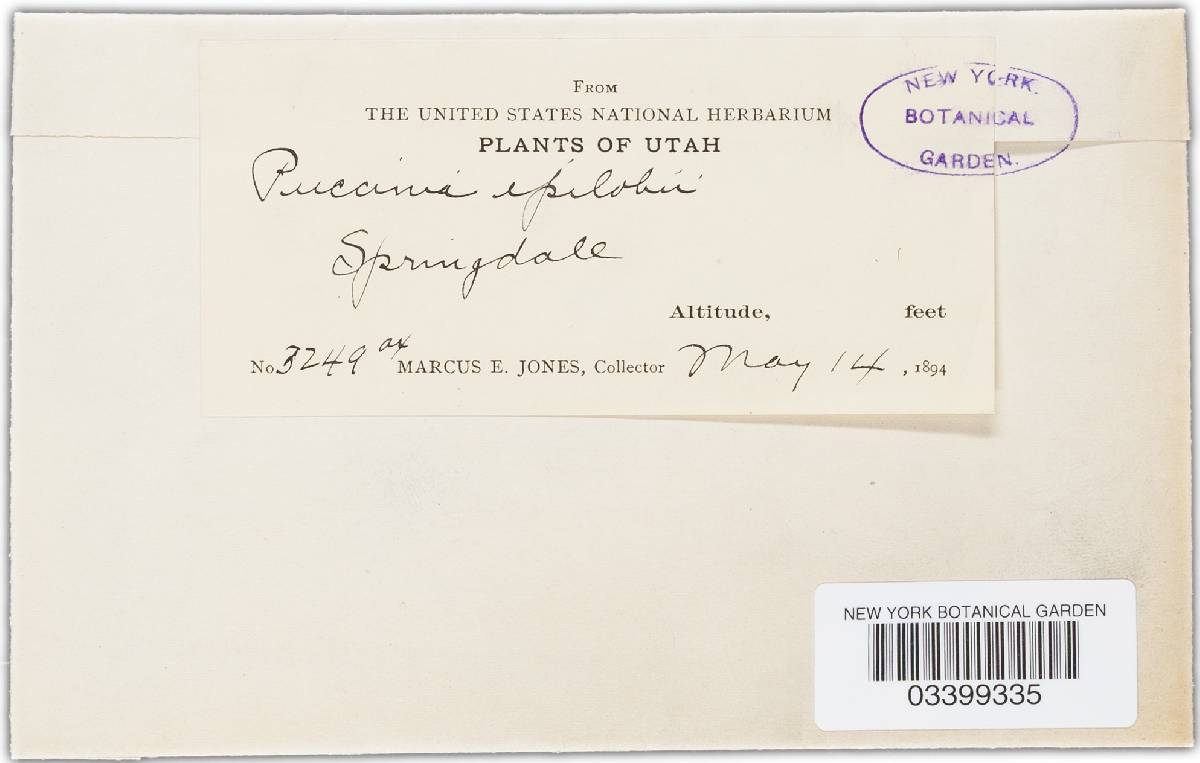 FROM
THE UNITED STATES NATIONAL HERBARIUM
PLANTS OF UTAH
Puccinia epilobii
Springdale
Altitude, feet
No 3249 ax MARCUS E. JONES, Collector May 14, 1894
NEW YORK
BOTANICAL
GARDEN.
NEW YORK BOTANICAL GARDEN
03399335